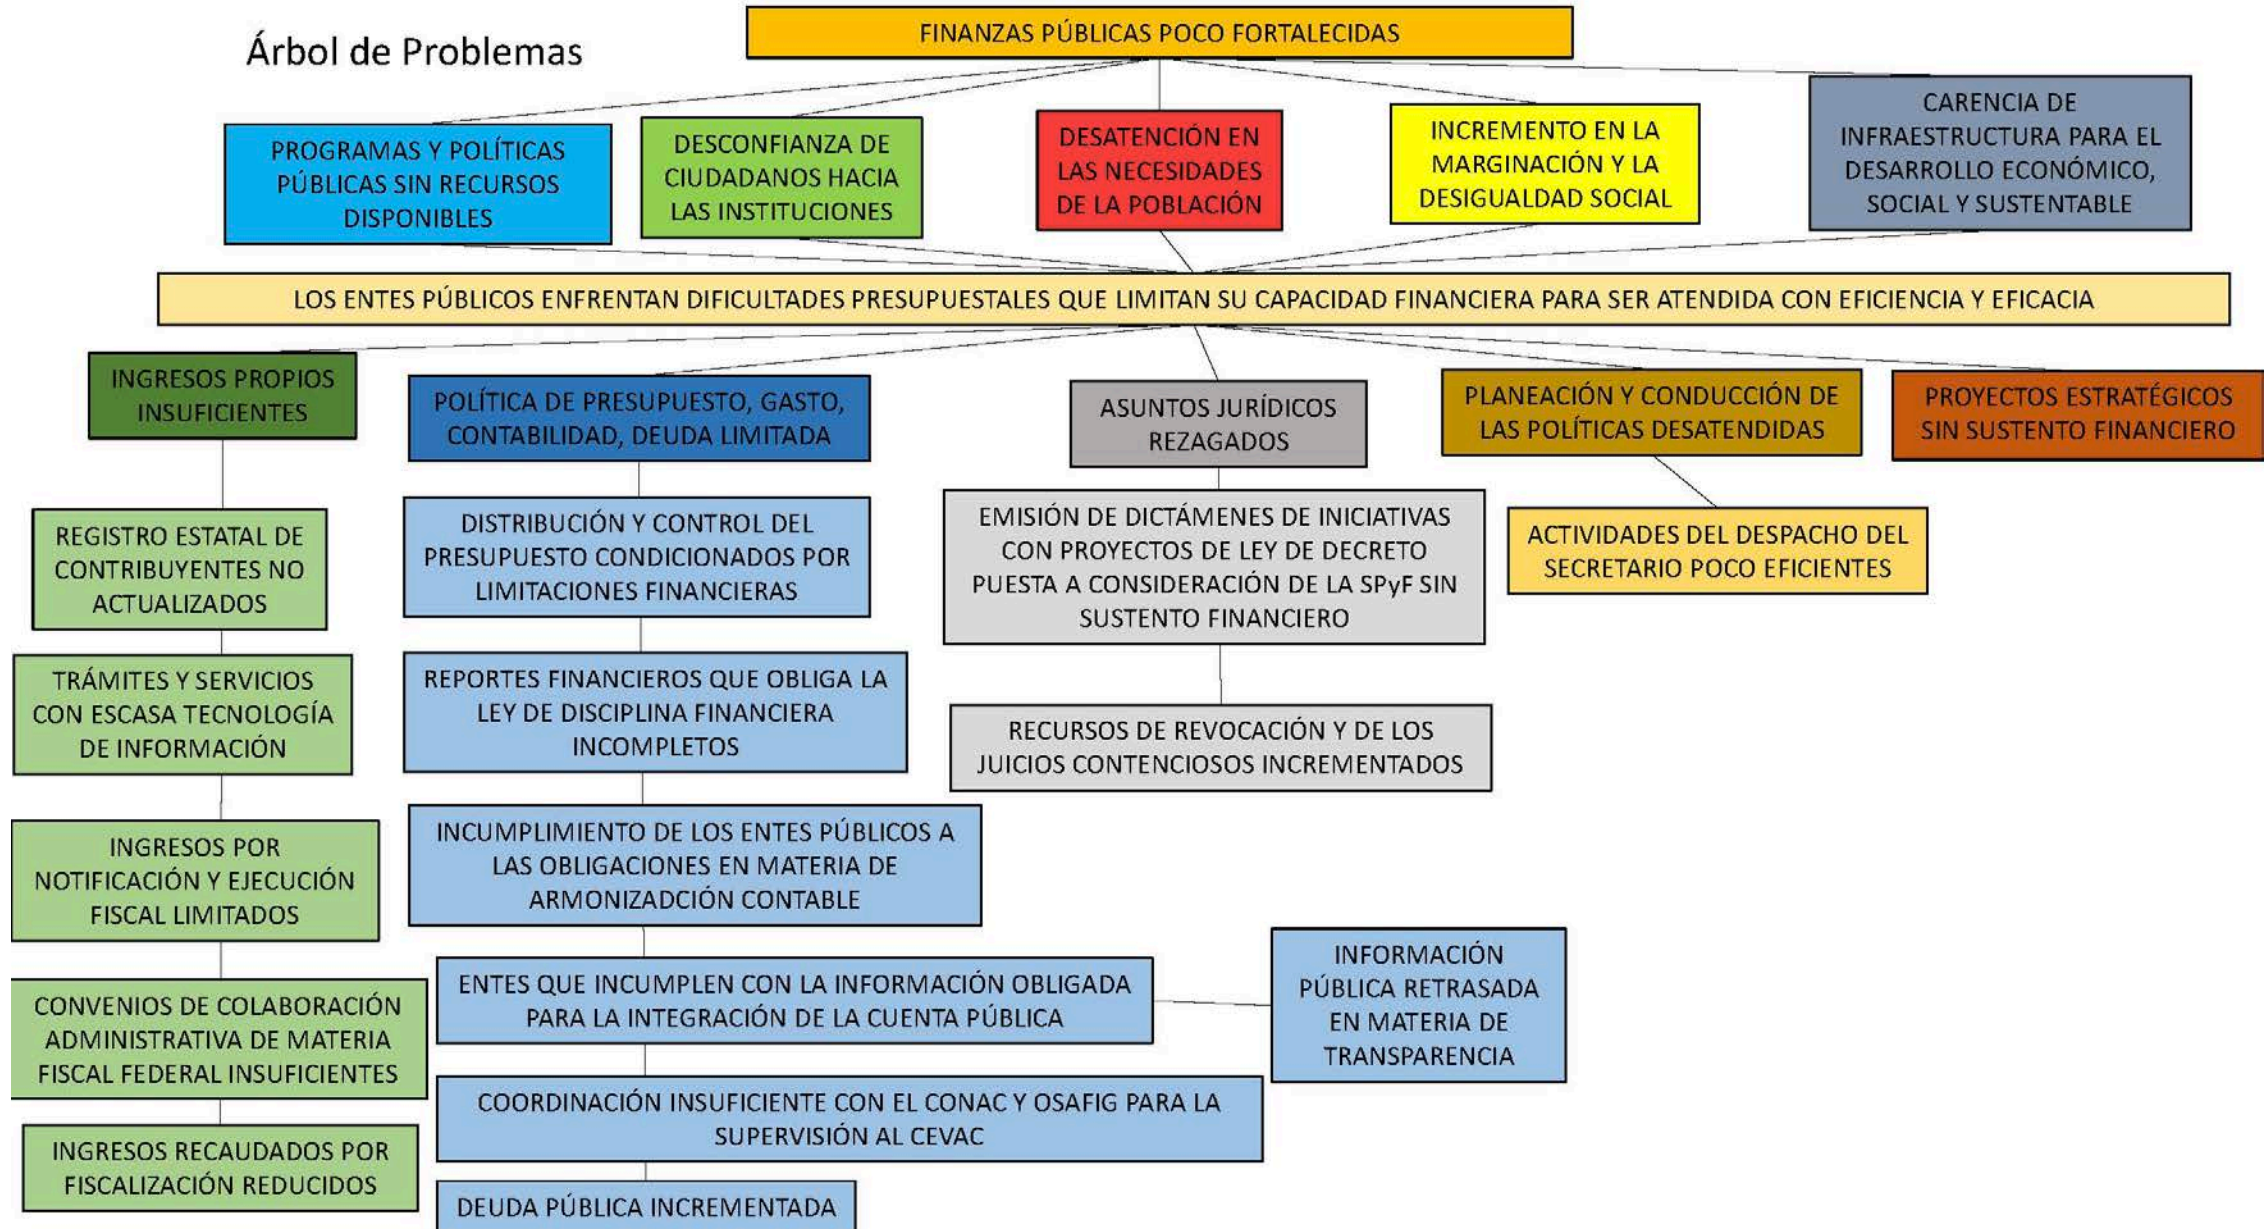 Árbol de Problemas
FINANZAS PÚBLICAS POCO FORTALECIDAS
PROGRAMAS Y POLÍTICAS
PÚBLICAS SIN RECURSOS
DISPONIBLES
DESCONFIANZA DE
CIUDADANOS HACIA
LAS INSTITUCIONES
DESATENCIÓN EN
LAS NECESIDADES
DE LA POBLACIÓN
INCREMENTO EN LA
MARGINACIÓN Y LA
DESIGUALDAD SOCIAL
CARENCIA DE
INFRAESTRUCTURA PARA EL
DESARROLLO ECONÓMICO,
SOCIAL Y SUSTENTABLE
LOS ENTES PÚBLICOS ENFRENTAN DIFICULTADES PRESUPUESTALES QUE LIMITAN SU CAPACIDAD FINANCIERA PARA SER ATENDIDA CON EFICIENCIA Y EFICACIA
INGRESOS PROPIOS
INSUFICIENTES
POLÍTICA DE PRESUPUESTO, GASTO,
CONTABILIDAD, DEUDA LIMITADA
ASUNTOS JURÍDICOS
REZAGADOS
PLANEACIÓN Y CONDUCCIÓN DE
LAS POLÍTICAS DESATENDIDAS
PROYECTOS ESTRATÉGICOS
SIN SUSTENTO FINANCIERO
REGISTRO ESTATAL DE
CONTRIBUYENTES NO
ACTUALIZADOS
TRÁMITES Y SERVICIOS
CON ESCASA TECNOLOGÍA
DE INFORMACIÓN
INGRESOS POR
NOTIFICACIÓN Y EJECUCIÓN
FISCAL LIMITADOS
CONVENIOS DE COLABORACIÓN
ADMINISTRATIVA DE MATERIA
FISCAL FEDERAL INSUFICIENTES
INGRESOS RECAUDADOS POR
FISCALIZACIÓN REDUCIDOS
DISTRIBUCIÓN Y CONTROL DEL
PRESUPUESTO CONDICIONADOS POR
LIMITACIONES FINANCIERAS
REPORTES FINANCIEROS QUE OBLIGA LA
LEY DE DISCIPLINA FINANCIERA
INCOMPLETOS
INCUMPLIMIENTO DE LOS ENTES PÚBLICOS A
LAS OBLIGACIONES EN MATERIA DE
ARMONIZADCIÓN CONTABLE
ENTES QUE INCUMPLEN CON LA INFORMACIÓN OBLIGADA
PARA LA INTEGRACIÓN DE LA CUENTA PÚBLICA
INFORMACIÓN
PÚBLICA RETRASADA
EN MATERIA DE
TRANSPARENCIA
COORDINACIÓN INSUFICIENTE CON EL CONAC Y OSAFIG PARA LA
SUPERVISIÓN AL CEVAC
DEUDA PÚBLICA INCREMENTADA
EMISIÓN DE DICTÁMENES DE INICIATIVAS
CON PROYECTOS DE LEY DE DECRETO
PUESTA A CONSIDERACIÓN DE LA SPyF SIN
SUSTENTO FINANCIERO
RECURSOS DE REVOCACIÓN Y DE LOS
JUICIOS CONTENCIOSOS INCREMENTADOS
ACTIVIDADES DEL DESPACHO DEL
SECRETARIO POCO EFICIENTES